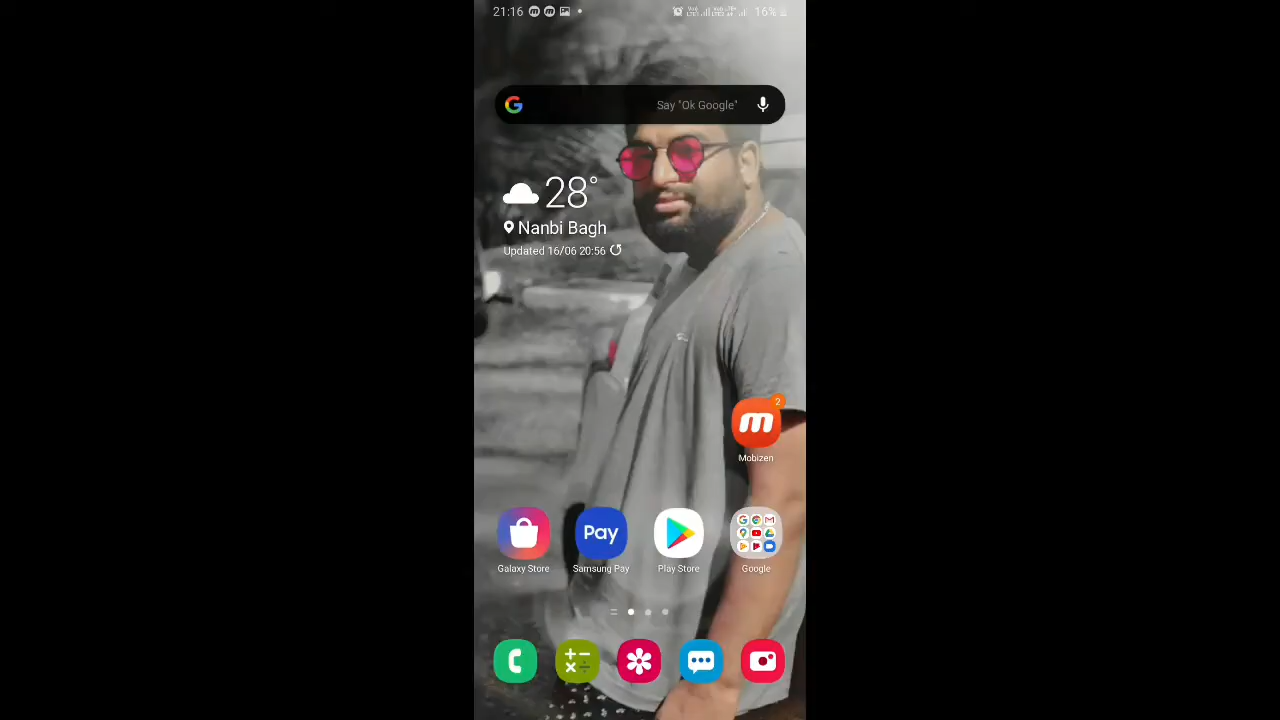 21:16
16%
Say "Ok Google"
28°
Nanbi Bagh
Updated 16/06 20:56
2
m
Mobizen
Pay
Galaxy Store
Samsung Pay
Play Store
Google